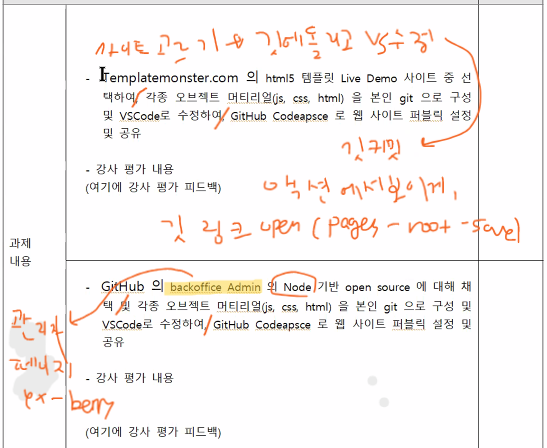 사이트 고르기 → 깃에 올리고 VS수정
- Templatemonster.com 의 html5 템플릿 Live Demo 사이트 중 선
택하여, 각종 오브젝트 머티리얼(js, css, html) 을 본인 git 으로 구성
및 VSCode로 수정하여, GitHub Codeapsce 로 웹 사이트 퍼블릭 설정
및 공유
깃커밋
- 강사 평가 내용
(여기에 강사 평가 피드백)
액션에서 보이게,
깃 링크 open (pages - root - save)
과제
내용
- GitHub 의 backoffice Admin 의 Node 기반 open source 에 대해 채
택 및 각종 오브젝트 머티리얼(js, css, html) 을 본인 git 으로 구성 및
VSCode로 수정하여, GitHub Codeapsce 로 웹 사이트 퍼블릭 설정 및
공유
관리자
페이지
ex - berry
- 강사 평가 내용
(여기에 강사 평가 피드백)